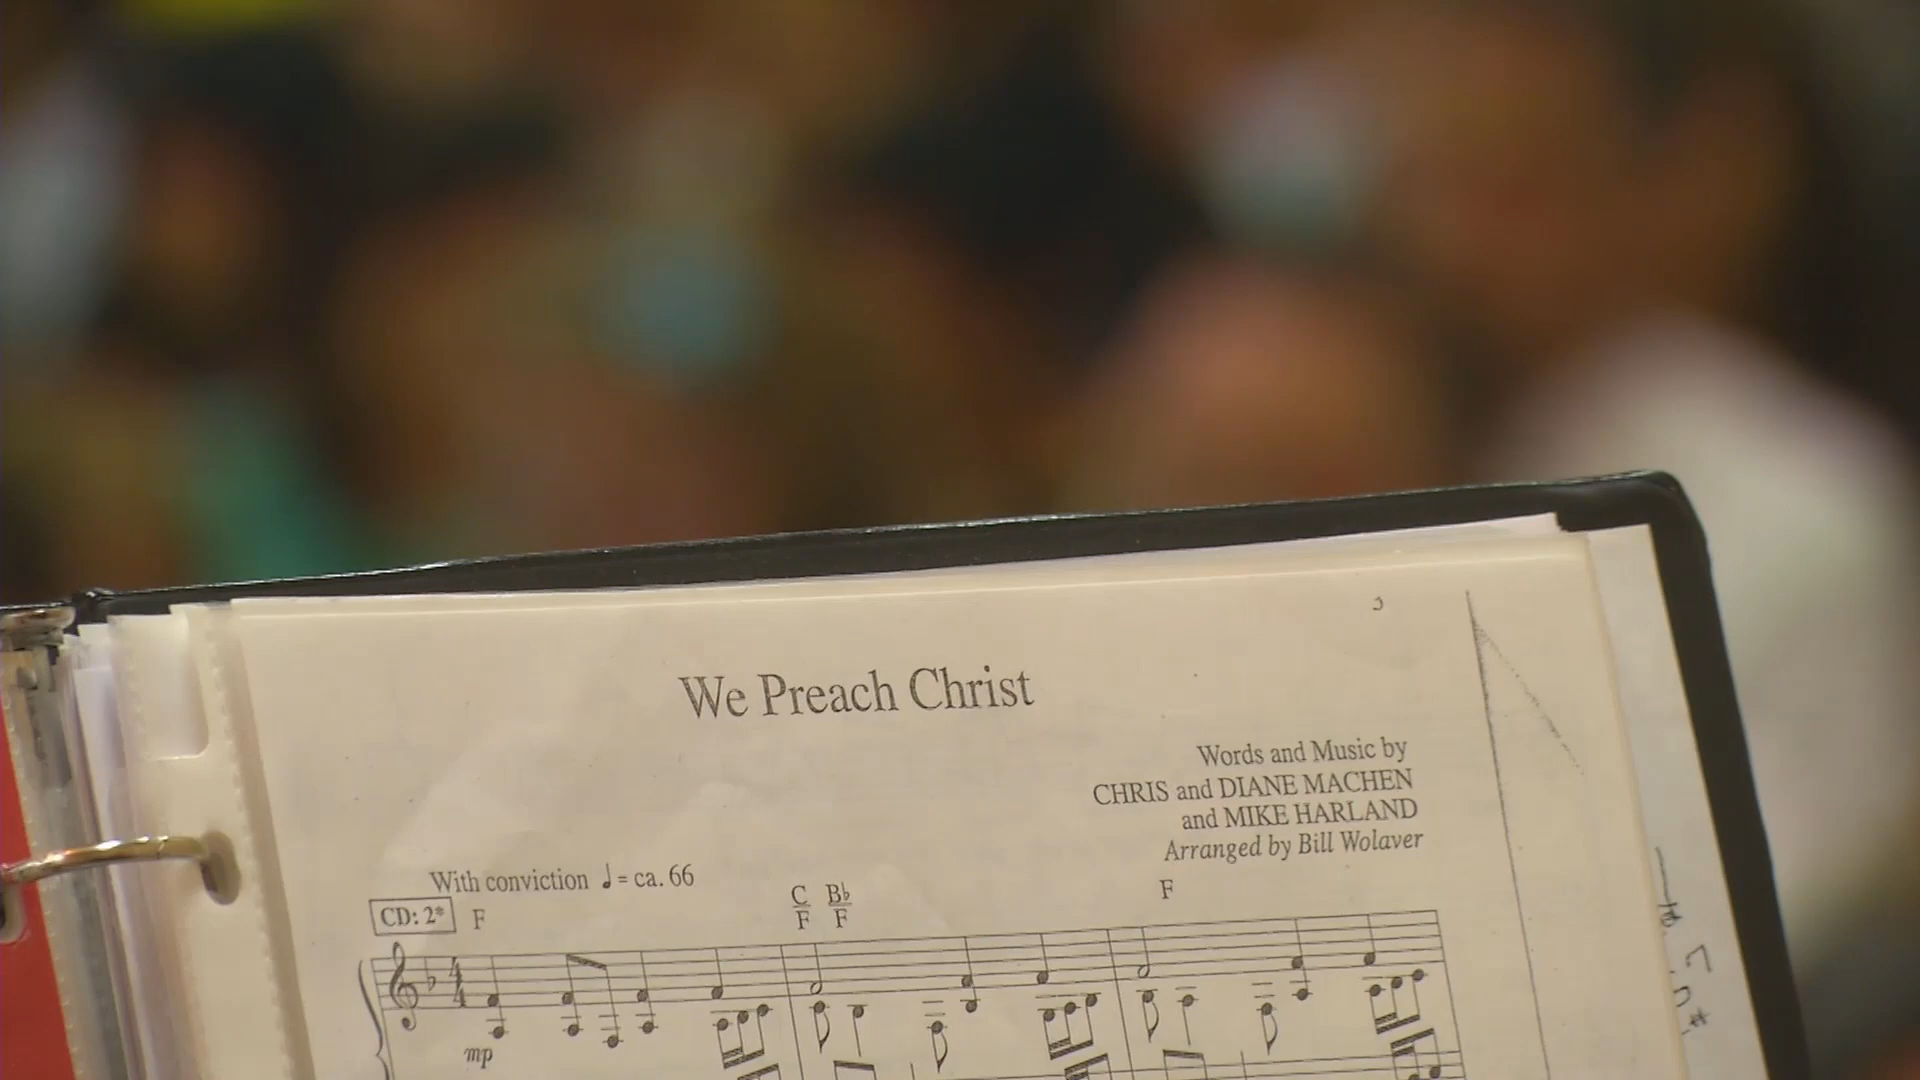 3
We Preach Christ
Words and Music by
CHRIS and DIANE MACHEN
and MIKE HARLAND
Arranged by Bill Wolaver
With conviction ♩= ca. 66
CD: 2* F C/F B♭/F F
mp